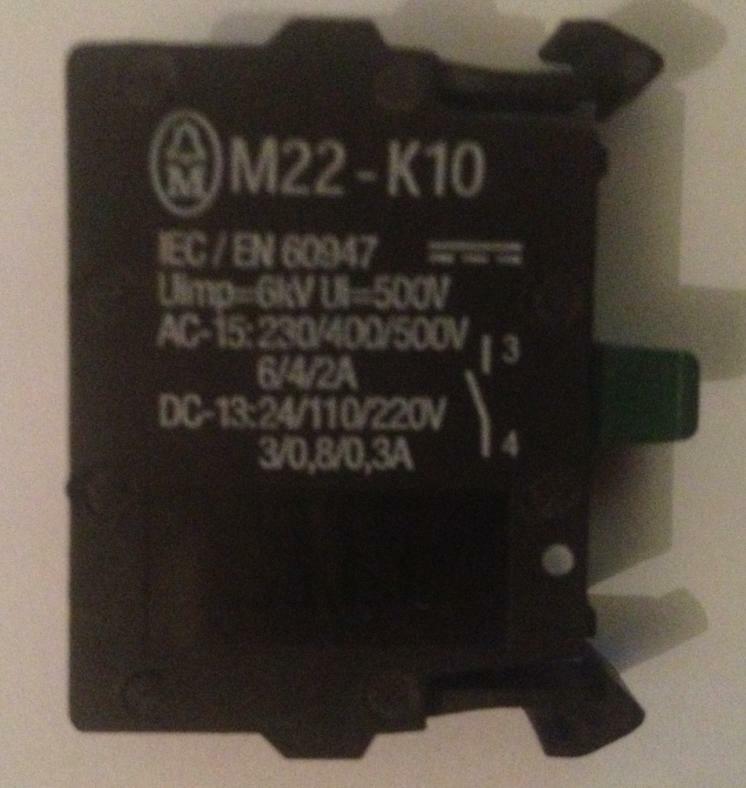 M22-K10
IEC / EN 60947
Uimp=6kV Ui=500V
AC-15: 230/400/500V
6/4/2A
DC-13: 24/110/220V
3/0,8/0,3A
3
4